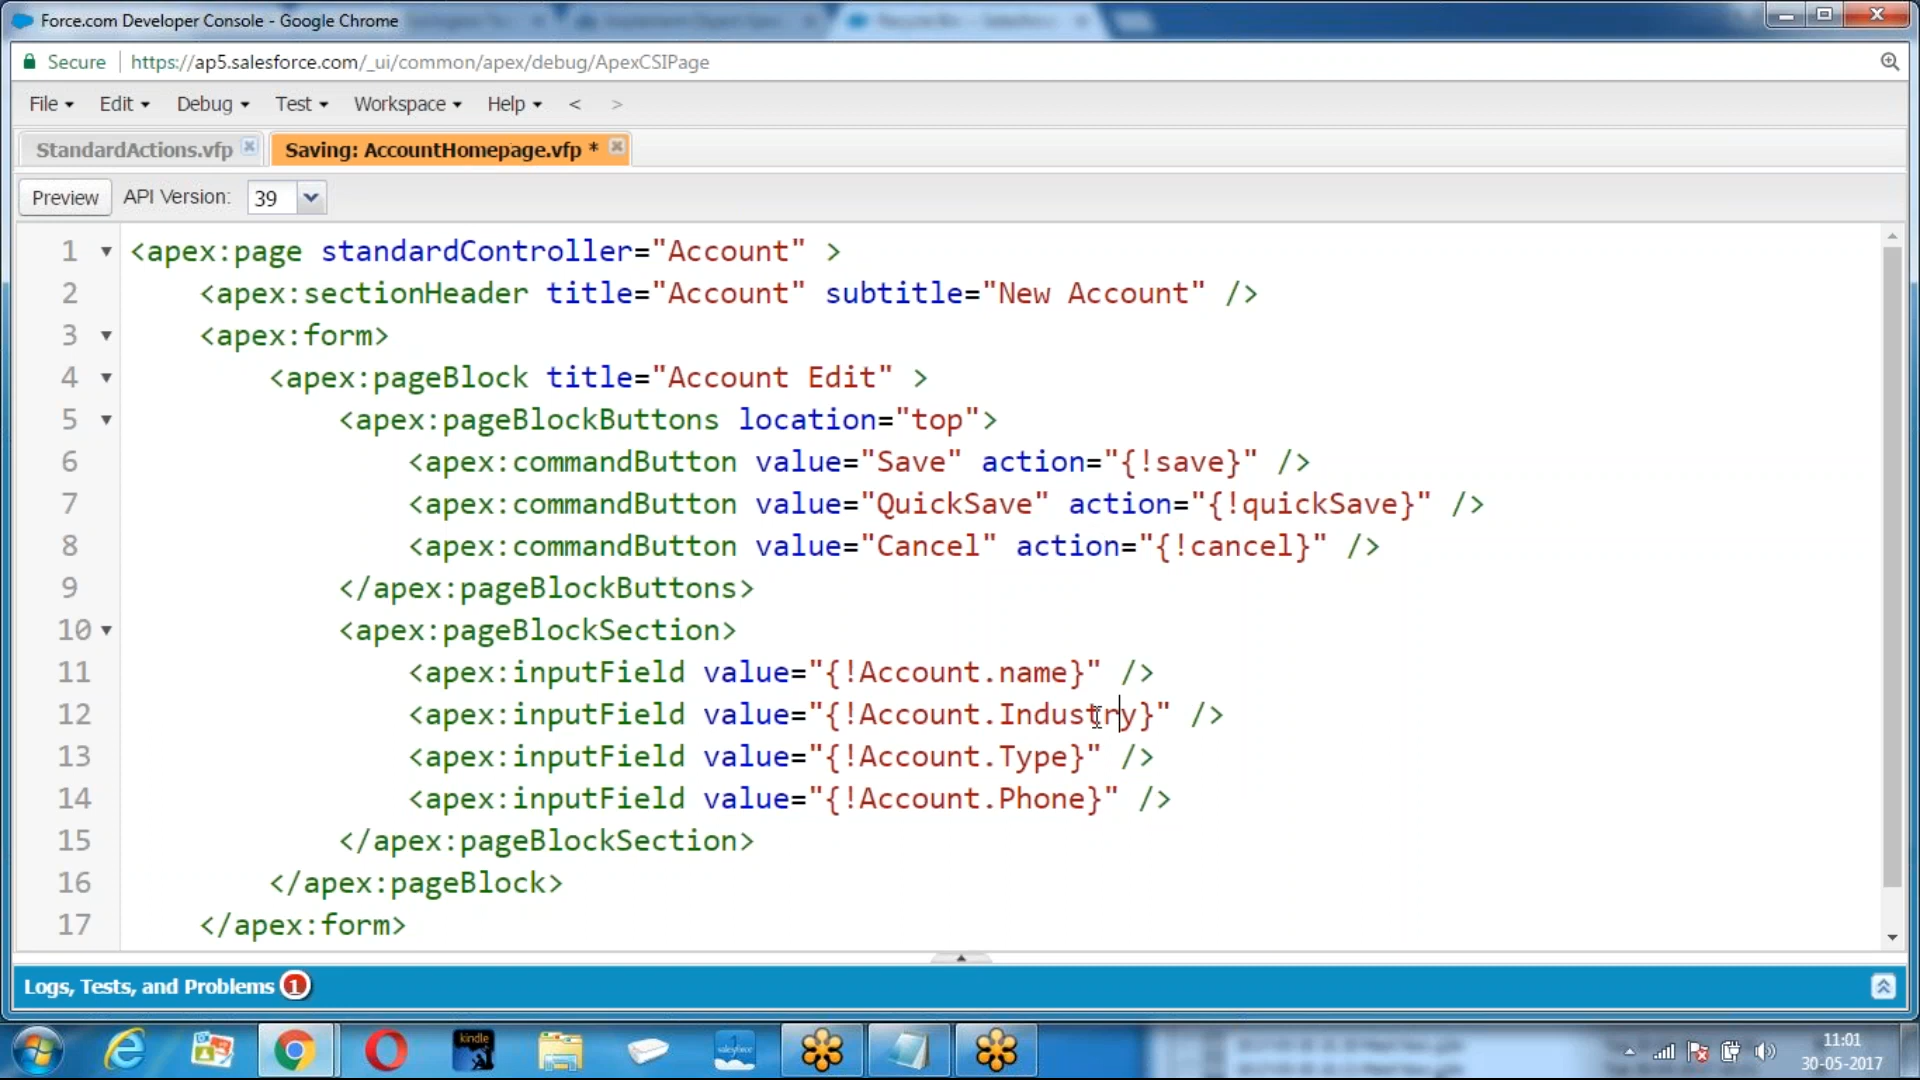 Force.com Developer Console - Google Chrome
Secure | https://ap5.salesforce.com/_ui/common/apex/debug/ApexCSIPage
File Edit Debug Test Workspace Help < >
StandardActions.vfp Saving: AccountHomepage.vfp *
Preview API Version: 39
1 <apex:page standardController="Account" >
2 <apex:sectionHeader title="Account" subtitle="New Account" />
3 <apex:form>
4 <apex:pageBlock title="Account Edit" >
5 <apex:pageBlockButtons location="top">
6 <apex:commandButton value="Save" action="{!save}" />
7 <apex:commandButton value="QuickSave" action="{!quickSave}" />
8 <apex:commandButton value="Cancel" action="{!cancel}" />
9 </apex:pageBlockButtons>
10 <apex:pageBlockSection>
11 <apex:inputField value="{!Account.name}" />
12 <apex:inputField value="{!Account.Industry}" />
13 <apex:inputField value="{!Account.Type}" />
14 <apex:inputField value="{!Account.Phone}" />
15 </apex:pageBlockSection>
16 </apex:pageBlock>
17 </apex:form>
Logs, Tests, and Problems 1
kindle
salesforce
11:01
30-05-2017